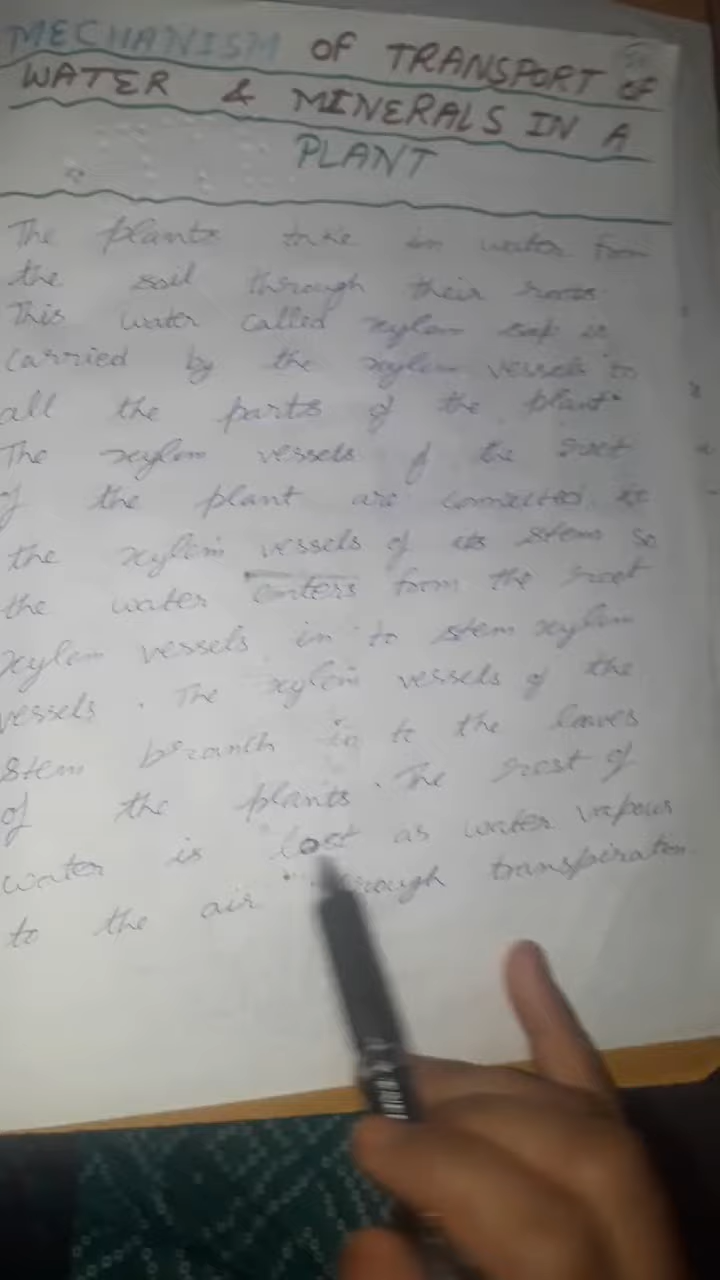 MECHANISM OF TRANSPORT OF
WATER & MINERALS IN A
PLANT
The plants take in water from
the soil through their roots
This water called xylem sap is
carried by the xylem vessels to
all the parts of the plant.
The xylem vessels of the root
of the plant are connected to
the xylem vessels of its stem so
the water enters from the root
xylem vessels in to stem xylem
vessels. The xylem vessels of the
stem branch in to the leaves
of the plants. The rest of
water is lost as water vapour
to the air through transpiration